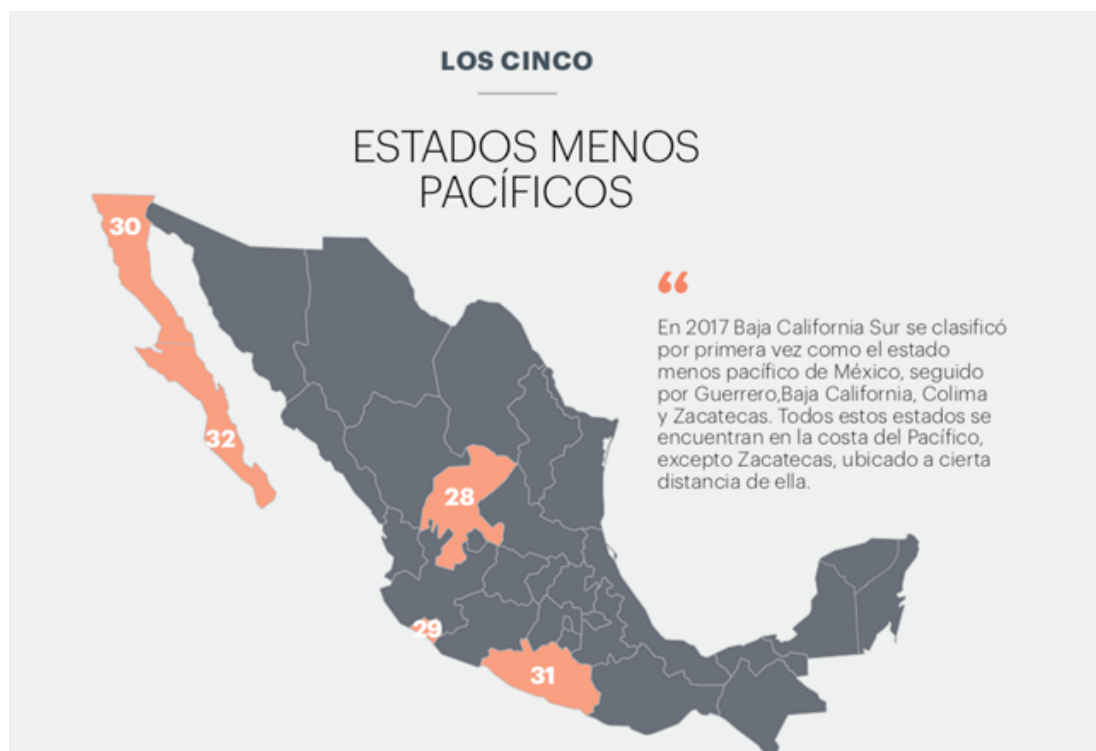 LOS CINCO
ESTADOS MENOS
PACÍFICOS
30
32
28
29
31
“
En 2017 Baja California Sur se clasificó
por primera vez como el estado
menos pacífico de México, seguido
por Guerrero,Baja California, Colima
y Zacatecas. Todos estos estados se
encuentran en la costa del Pacífico,
excepto Zacatecas, ubicado a cierta
distancia de ella.